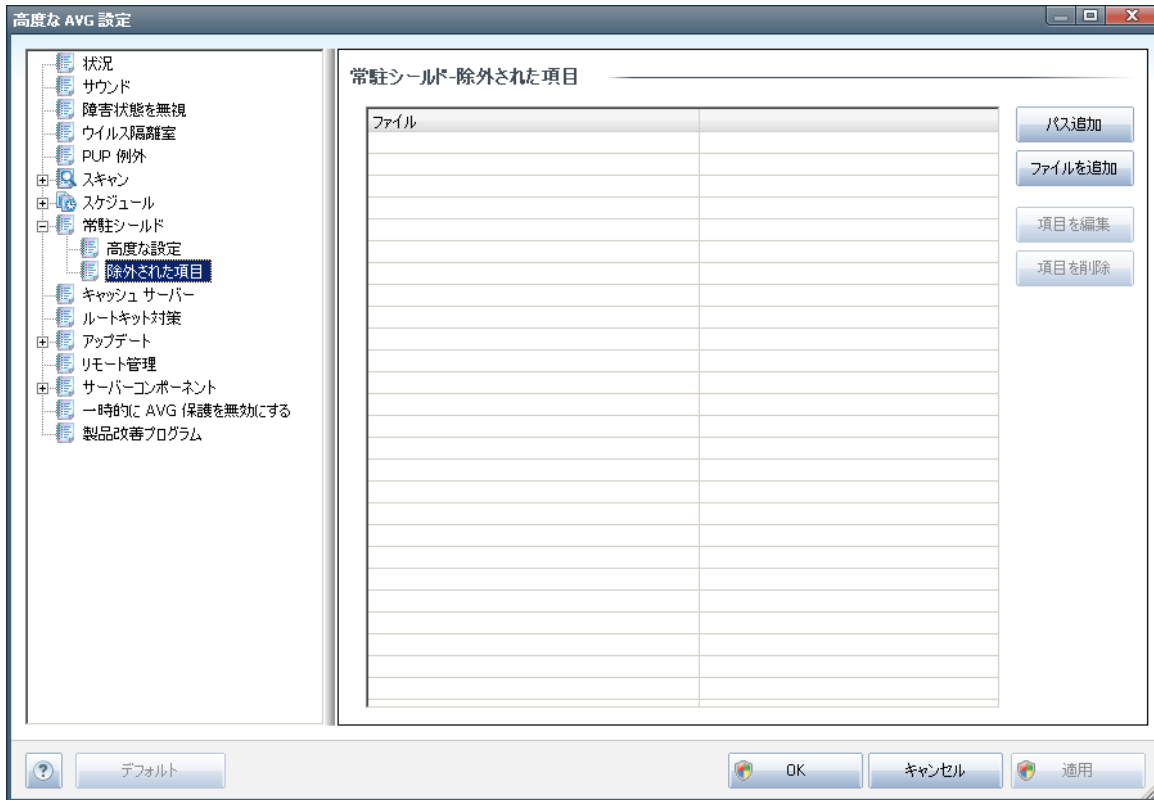 高度な AVG 設定
状況
サウンド
障害状態を無視
ウイルス隔離室
PUP 例外
スキャン
スケジュール
常駐シールド
高度な設定
除外された項目
キャッシュ サーバー
ルートキット対策
アップデート
リモート管理
サーバーコンポーネント
一時的に AVG 保護を無効にする
製品改善プログラム
常駐シールド-除外された項目
ファイル
パス追加
ファイルを追加
項目を編集
項目を削除
デフォルト
OK
キャンセル
適用